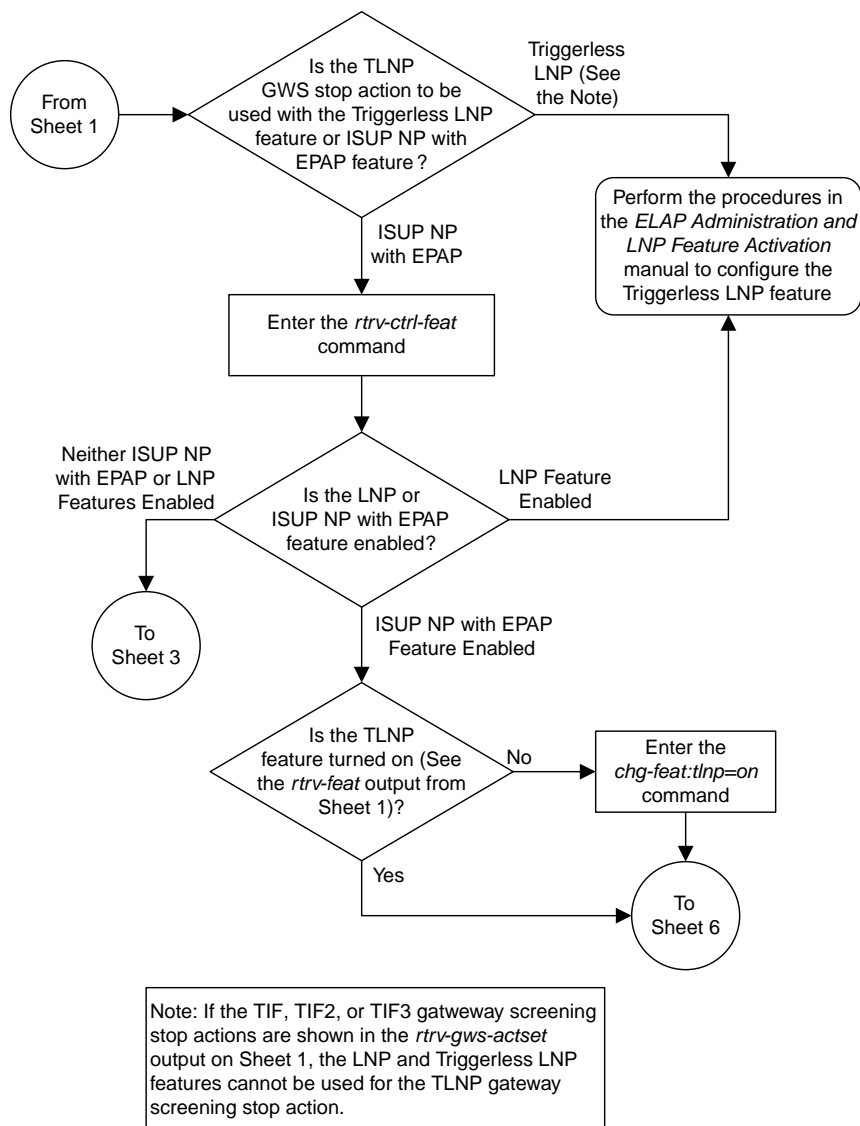 From
Sheet 1
Is the TLNP
GWS stop action to be
used with the Triggerless LNP
feature or ISUP NP with
EPAP feature ?
Triggerless
LNP (See
the Note)
Perform the procedures in
the ELAP Administration and
LNP Feature Activation
manual to configure the
Triggerless LNP feature
ISUP NP
with EPAP
Enter the rtrv-ctrl-feat
command
Neither ISUP NP
with EPAP or LNP
Features Enabled
Is the LNP or
ISUP NP with EPAP
feature enabled?
LNP Feature
Enabled
To
Sheet 3
ISUP NP with EPAP
Feature Enabled
Is the TLNP
feature turned on (See
the rtrv-feat output from
Sheet 1)?
No
Enter the
chg-feat:tlnp=on
command
Yes
To
Sheet 6
Note: If the TIF, TIF2, or TIF3 gatweway screening
stop actions are shown in the rtrv-gws-actset
output on Sheet 1, the LNP and Triggerless LNP
features cannot be used for the TLNP gateway
screening stop action.